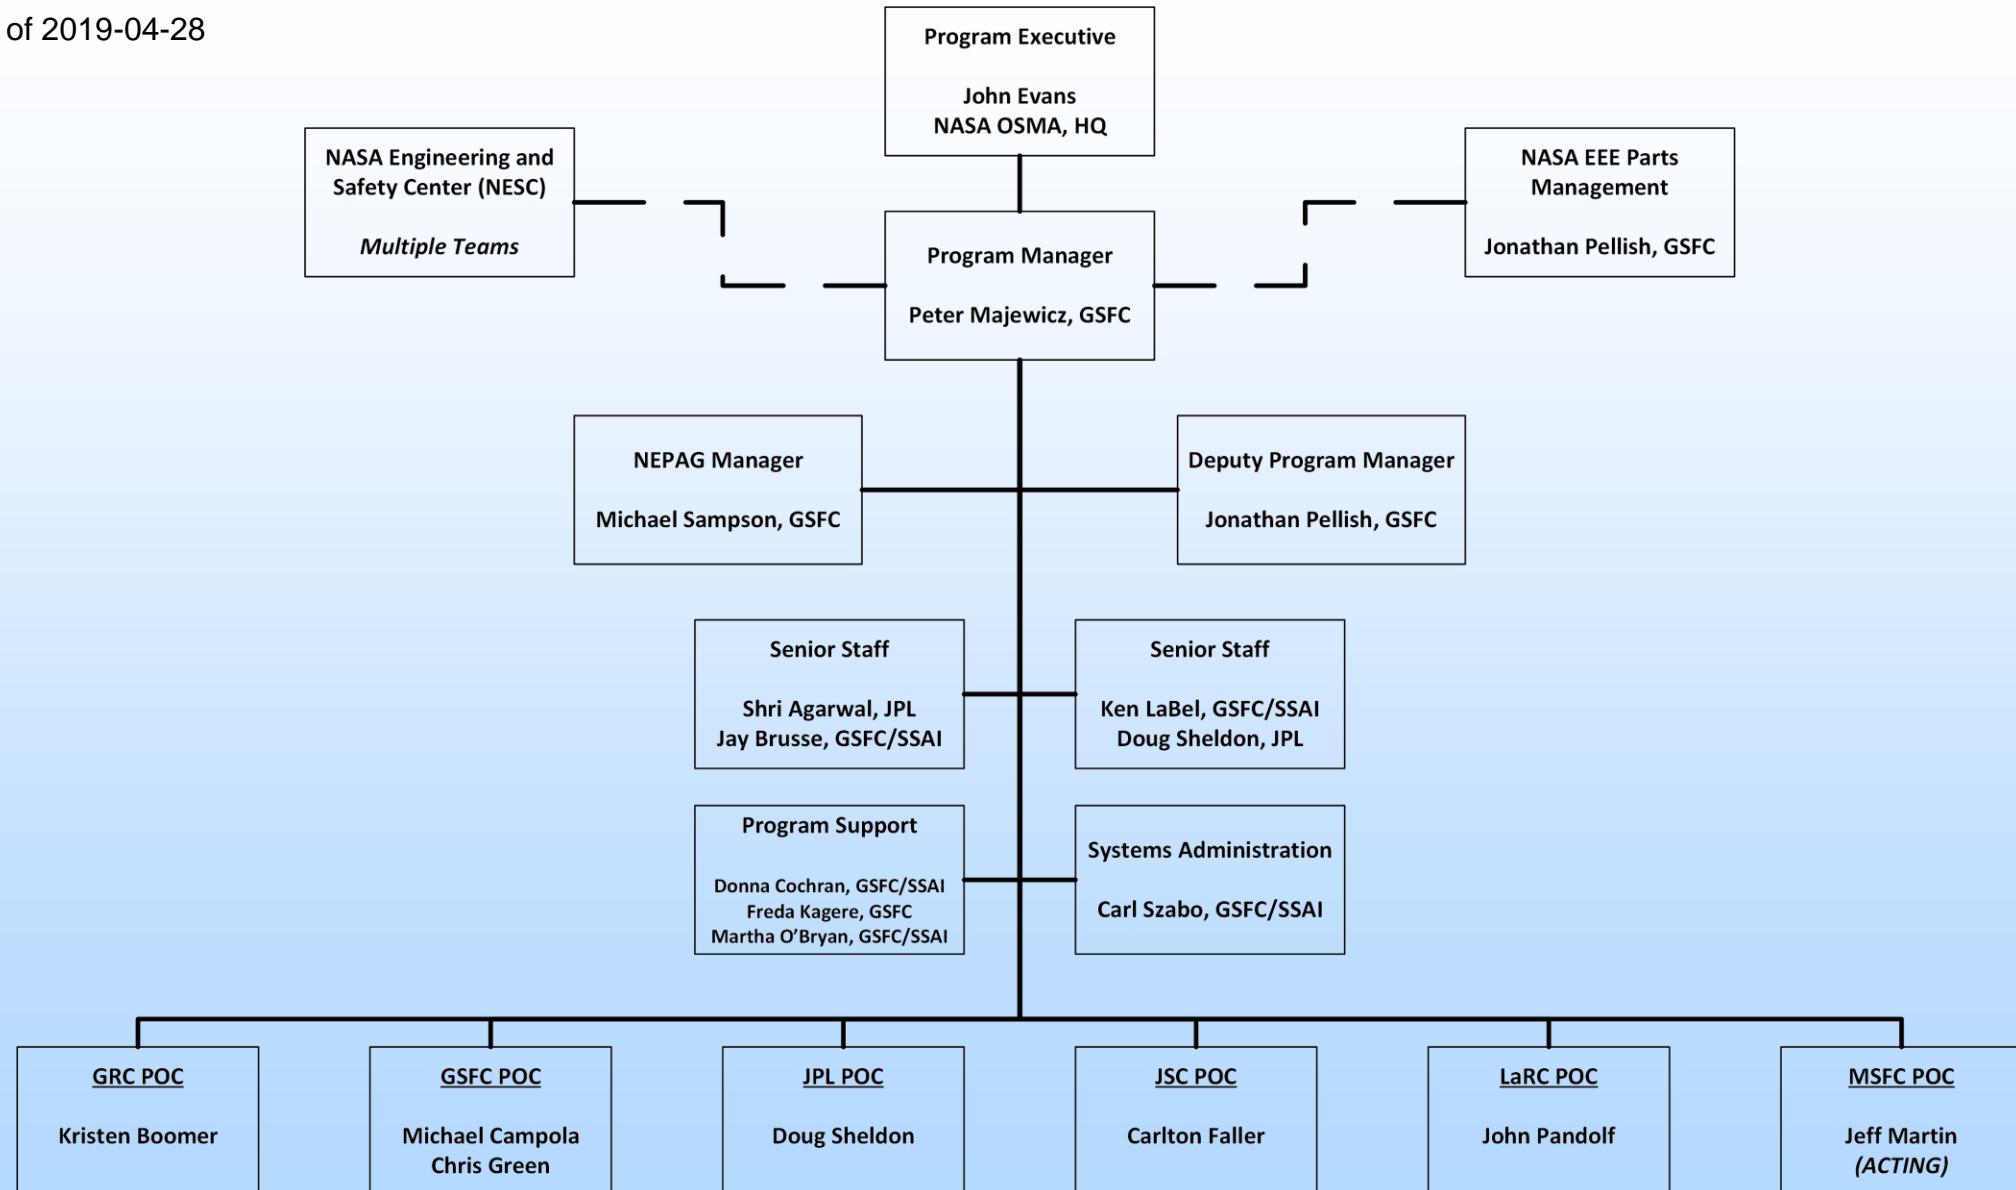 of 2019-04-28
Program Executive
John Evans
NASA OSMA, HQ
NASA Engineering and
Safety Center (NESC)
Multiple Teams
NASA EEE Parts
Management
Jonathan Pellish, GSFC
Program Manager
Peter Majewicz, GSFC
NEPAG Manager
Michael Sampson, GSFC
Deputy Program Manager
Jonathan Pellish, GSFC
Senior Staff
Shri Agarwal, JPL
Jay Brusse, GSFC/SSAI
Senior Staff
Ken LaBel, GSFC/SSAI
Doug Sheldon, JPL
Program Support
Donna Cochran, GSFC/SSAI
Freda Kagere, GSFC
Martha O’Bryan, GSFC/SSAI
Systems Administration
Carl Szabo, GSFC/SSAI
GRC POC
Kristen Boomer
GSFC POC
Michael Campola
Chris Green
JPL POC
Doug Sheldon
JSC POC
Carlton Faller
LaRC POC
John Pandolf
MSFC POC
Jeff Martin
(ACTING)